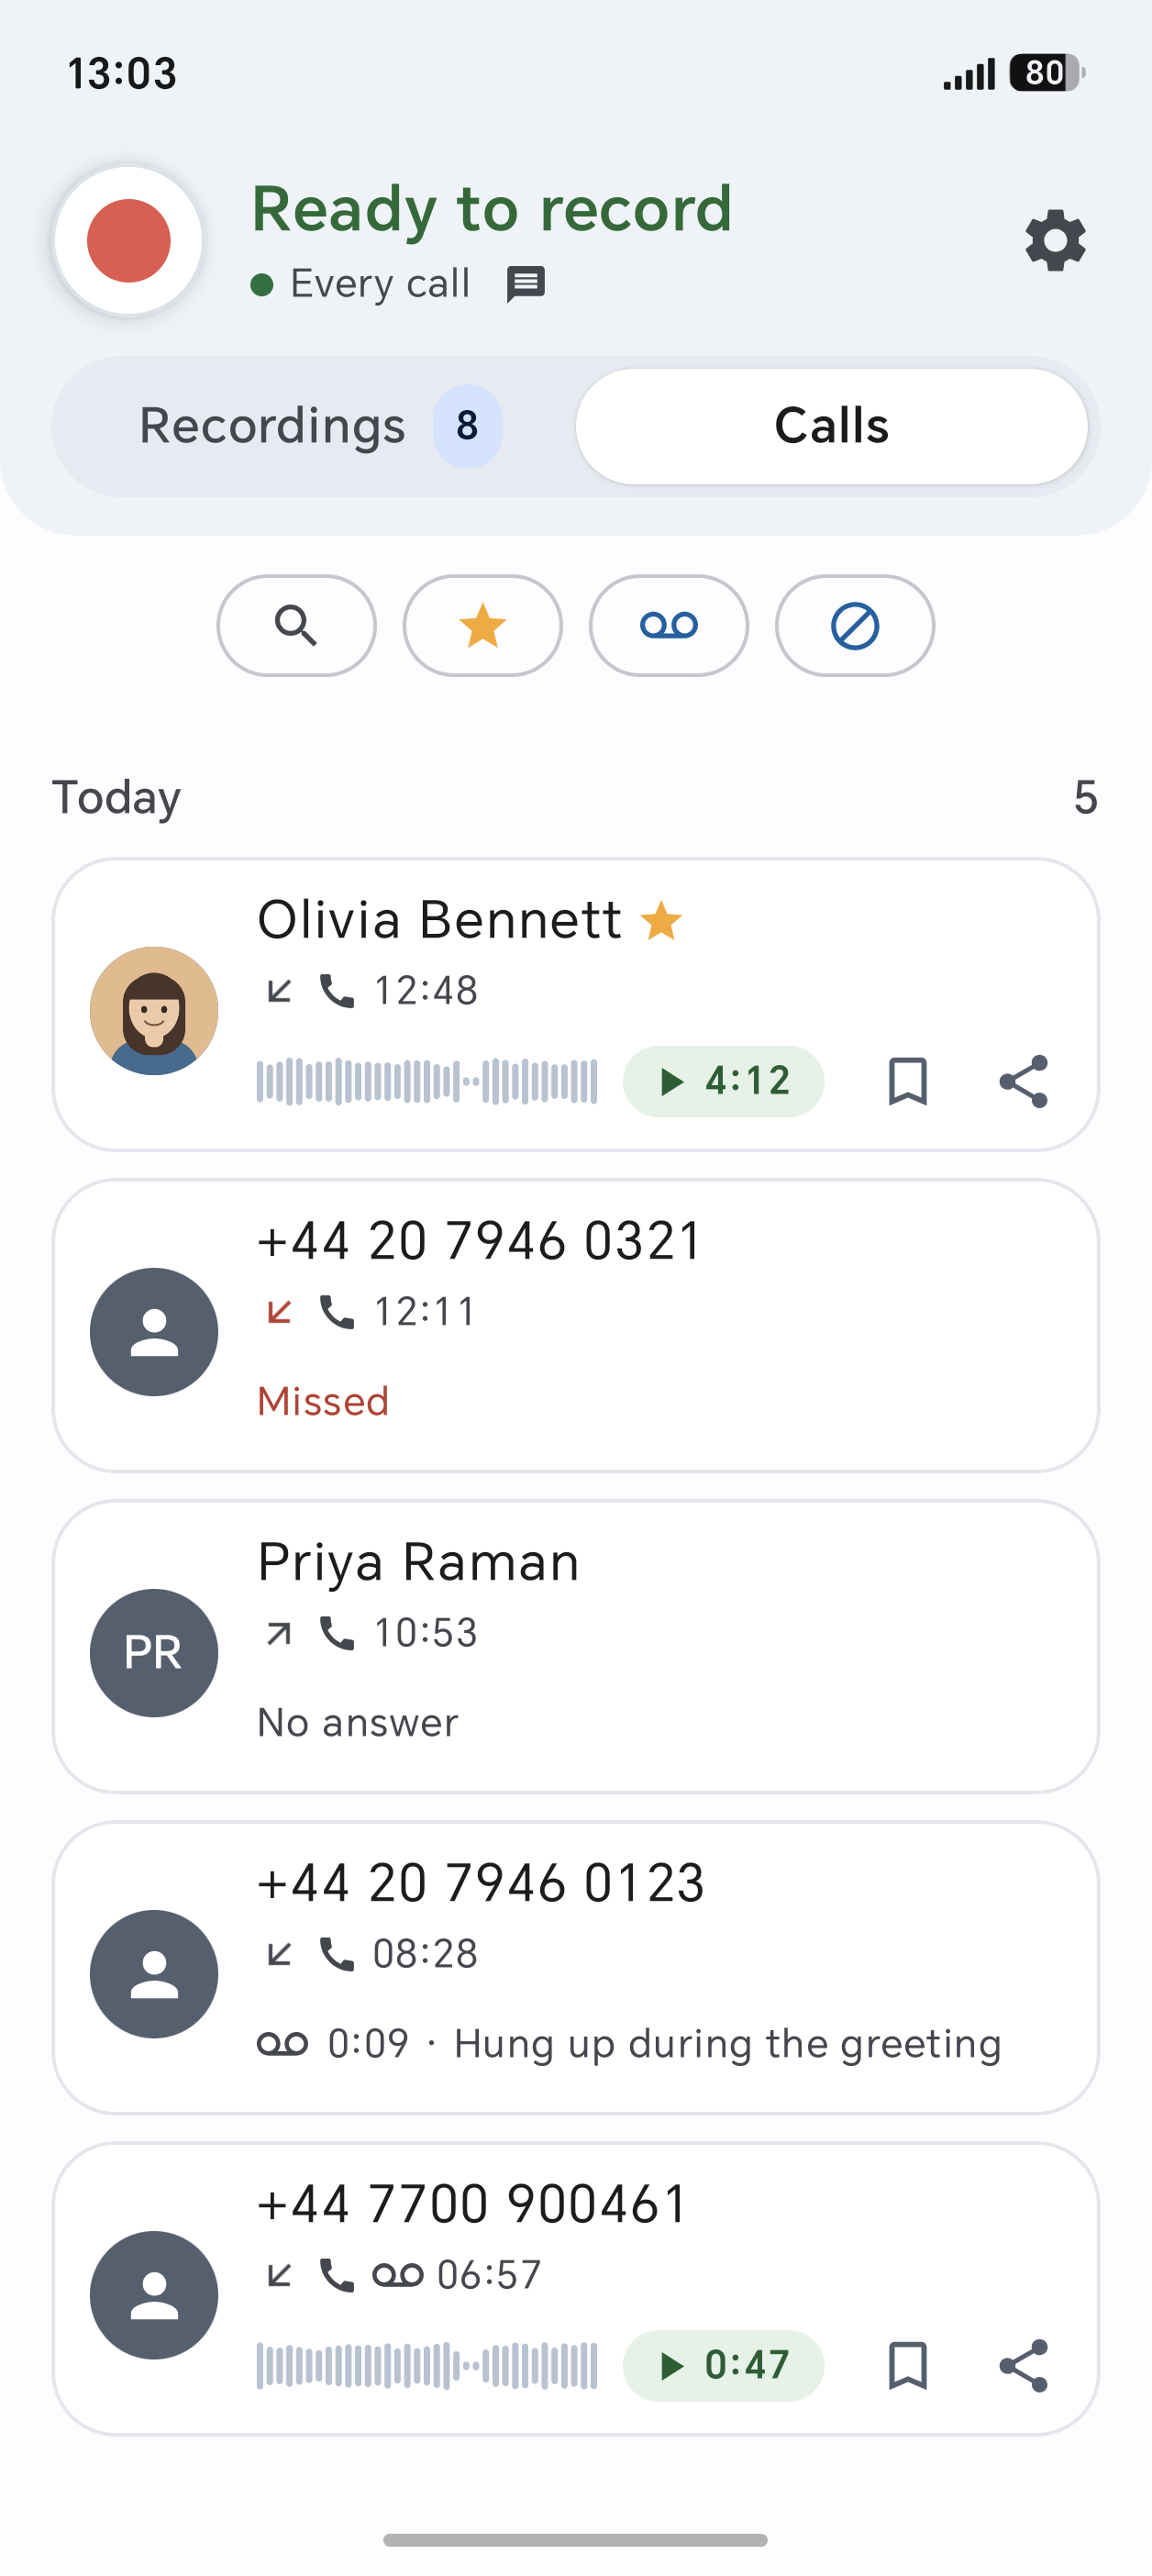 13:03
80
Ready to record
Every call
Recordings 8
Calls
Today 5
Olivia Bennett
12:48
4:12
+44 20 7946 0321
12:11
Missed
PR
Priya Raman
10:53
No answer
+44 20 7946 0123
08:28
0:09 · Hung up during the greeting
+44 7700 900461
06:57
0:47